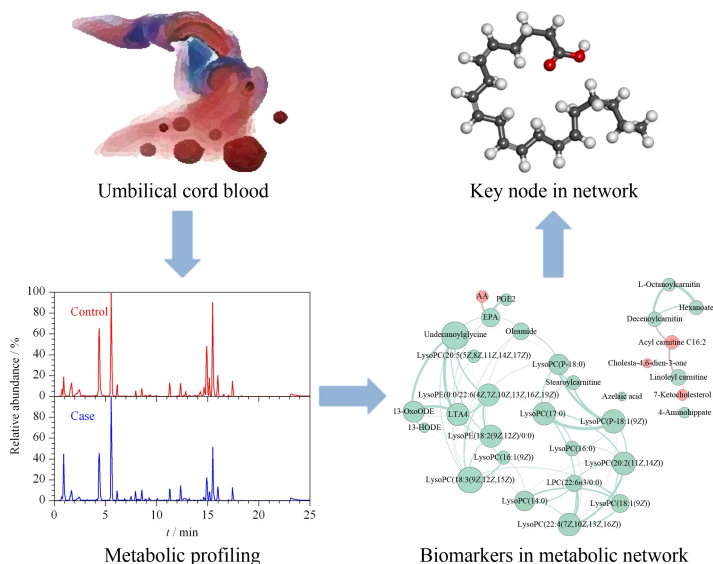 Umbilical cord blood
Key node in network
100
80
60
40
20
0
Control
80
60
40
20
0
Case
Relative abundance / %
0
5
10
15
20
25
t / min
Metabolic profiling
AA
PGE2
EPA
Undecanoylglycine
Oleamide
LysoPC(20:5(5Z,8Z,11Z,14Z,17Z))
LysoPC(P-18:0)
Stearoylcarnitine
LysoPE(0:0/22:6(4Z,7Z,10Z,13Z,16Z,19Z))
13-OxoODE
LTA4
LysoPC(17:0)
LysoPC(P-18:1(9Z))
13-HODE
LysoPE(18:2(9Z,12Z)/0:0)
LysoPC(16:0)
LysoPC(16:1(9Z))
LysoPC(20:2(11Z,14Z))
LysoPC(18:3(9Z,12Z,15Z))
LPC(22:6n3/0:0)
LysoPC(14:0)
LysoPC(18:1(9Z))
LysoPC(22:4(7Z,10Z,13Z,16Z))
L-Octanoylcarnitin
Hexanoate
Decenoylcarnitin
Acyl carnitine C16:2
Cholesta-4,6-dien-3-one
Linoleyl carnitin
Azelaic acid
7-Ketocholesterol
4-Aminohippate
Biomarkers in metabolic network